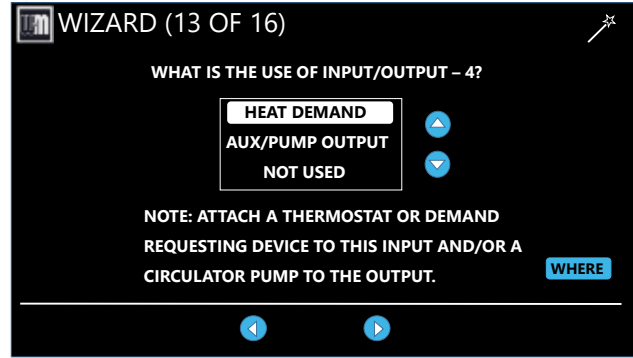 WIZARD (13 OF 16)
WHAT IS THE USE OF INPUT/OUTPUT – 4?
HEAT DEMAND
AUX/PUMP OUTPUT
NOT USED
NOTE: ATTACH A THERMOSTAT OR DEMAND
REQUESTING DEVICE TO THIS INPUT AND/OR A
CIRCULATOR PUMP TO THE OUTPUT.
WHERE